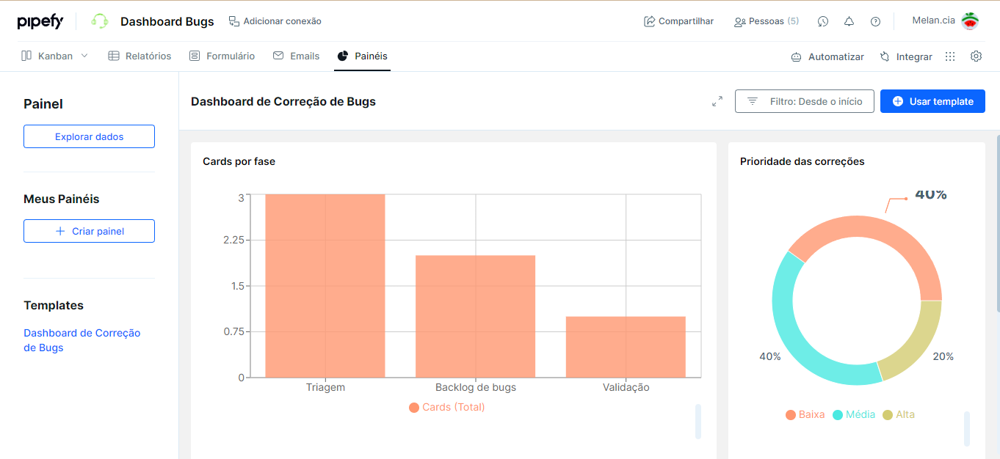 pipefy
Dashboard Bugs
Adicionar conexão
Compartilhar
Pessoas (5)
Melan.cia
Kanban
Relatórios
Formulário
Emails
Painéis
Automatizar
Integrar
Painel
Explorar dados
Meus Painéis
Criar painel
Templates
Dashboard de Correção
de Bugs
Dashboard de Correção de Bugs
Filtro: Desde o início
Usar template
Cards por fase
3
2.25
1.5
0.75
0
Triagem
Backlog de bugs
Validação
Cards (Total)
Prioridade das correções
40%
40%
20%
Baixa
Média
Alta